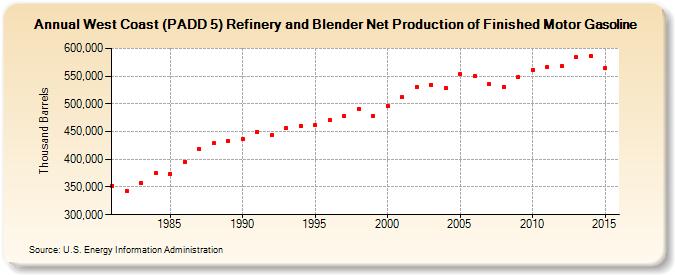 Annual West Coast (PADD 5) Refinery and Blender Net Production of Finished Motor Gasoline
Thousand Barrels
600,000
550,000
500,000
450,000
400,000
350,000
300,000
1985 1990 1995 2000 2005 2010 2015
Source: U.S. Energy Information Administration